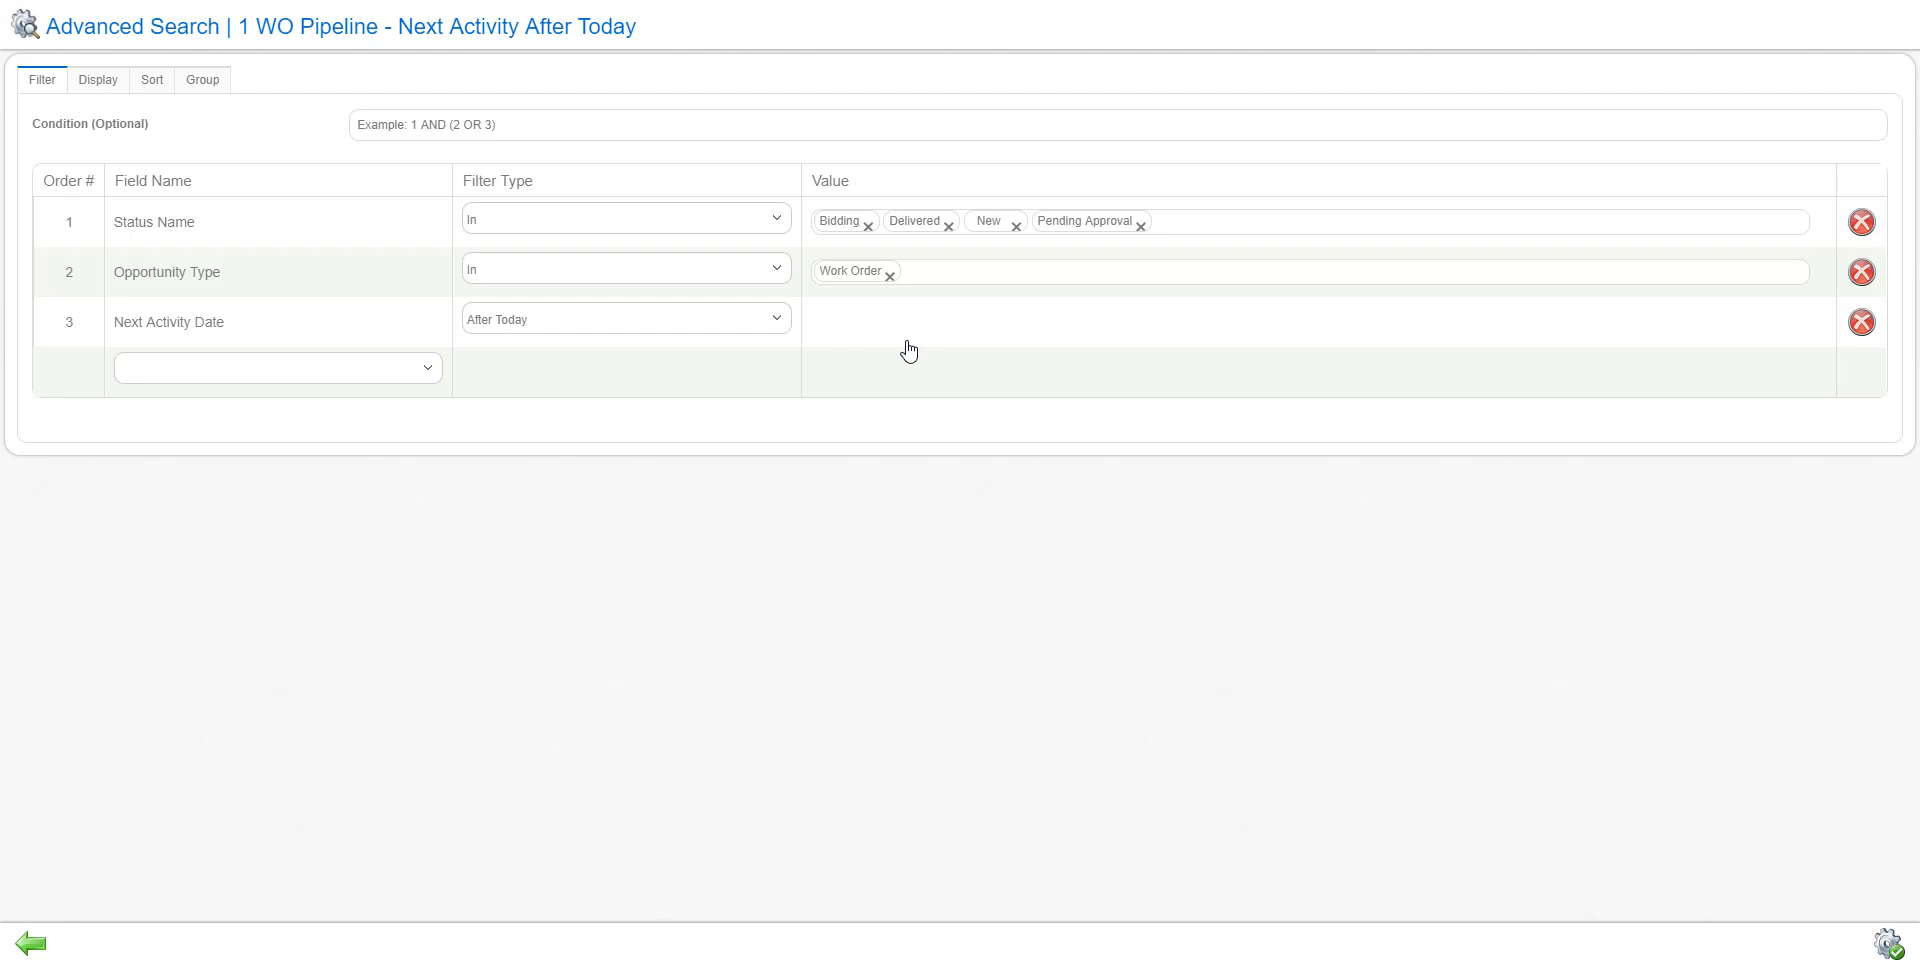 Advanced Search | 1 WO Pipeline - Next Activity After Today
Filter Display Sort Group
Condition (Optional) Example: 1 AND (2 OR 3)
Order # Field Name Filter Type Value
1 Status Name In Bidding Delivered New Pending Approval
2 Opportunity Type In Work Order
3 Next Activity Date After Today